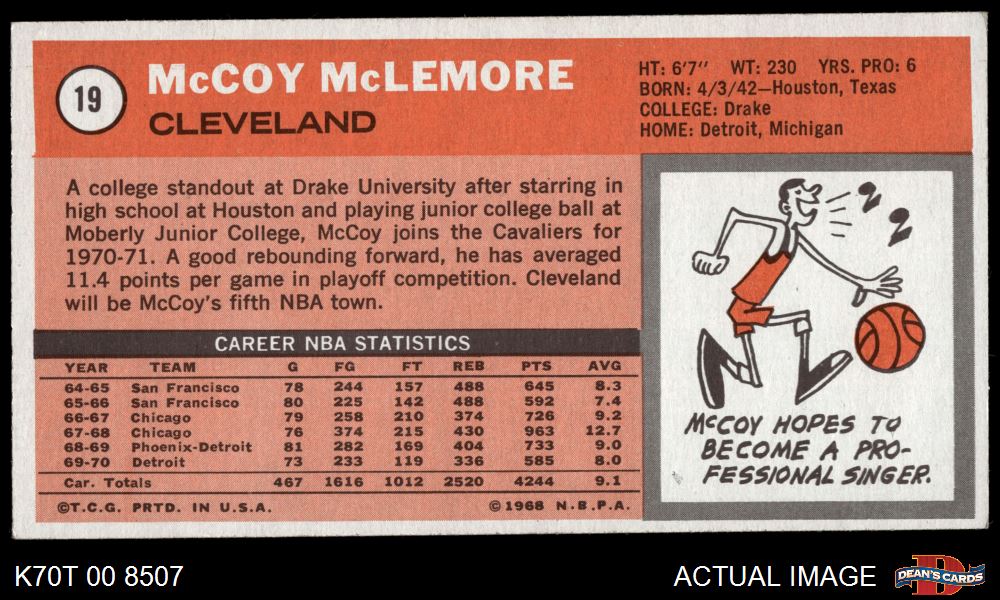 19
McCOY McLEMORE
CLEVELAND
HT: 6'7" WT: 230 YRS. PRO: 6
BORN: 4/3/42—Houston, Texas
COLLEGE: Drake
HOME: Detroit, Michigan
A college standout at Drake University after starring in
high school at Houston and playing junior college ball at
Moberly Junior College, McCoy joins the Cavaliers for
1970-71. A good rebounding forward, he has averaged
11.4 points per game in playoff competition. Cleveland
will be McCoy's fifth NBA town.
CAREER NBA STATISTICS
YEAR TEAM G FG FT REB PTS AVG
64-65 San Francisco 78 244 157 488 645 8.3
65-66 San Francisco 80 225 142 488 592 7.4
66-67 Chicago 79 258 210 374 726 9.2
67-68 Chicago 76 374 215 430 963 12.7
68-69 Phoenix-Detroit 81 282 169 404 733 9.0
69-70 Detroit 73 233 119 336 585 8.0
Car. Totals 467 1616 1012 2520 4244 9.1
©T.C.G. PRTD. IN U.S.A. ©1968 N.B.P.A.
McCOY HOPES TO
BECOME A PRO-
FESSIONAL SINGER.
K70T 00 8507
ACTUAL IMAGE
D
DEAN'S CARDS